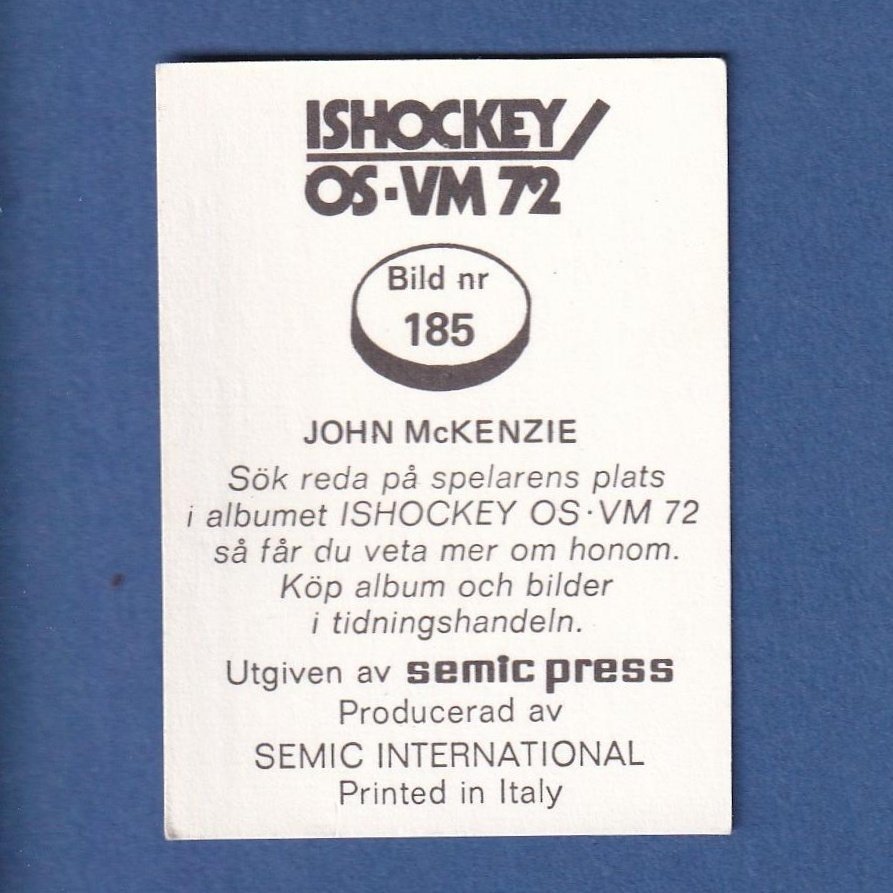 ISHOCKEY
OS·VM 72
Bild nr
185
JOHN McKENZIE
Sök reda på spelarens plats
i albumet ISHOCKEY OS·VM 72
så får du veta mer om honom.
Köp album och bilder
i tidningshandeln.
Utgiven av semic press
Producerad av
SEMIC INTERNATIONAL
Printed in Italy